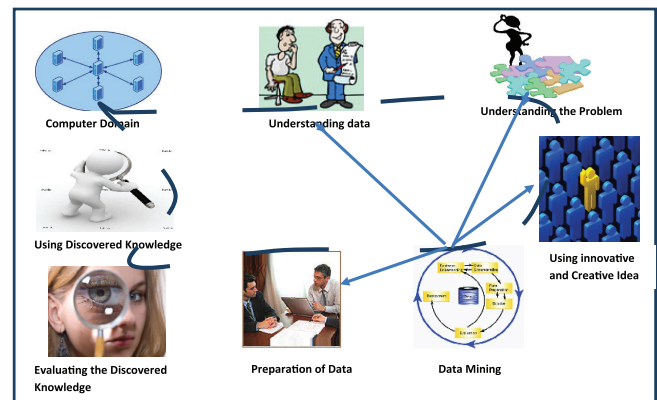 Computer Domain
Understanding data
Understanding the Problem
Using Discovered Knowledge
Using innovative
and Creative Idea
Evaluating the Discovered
Knowledge
Preparation of Data
Data Mining